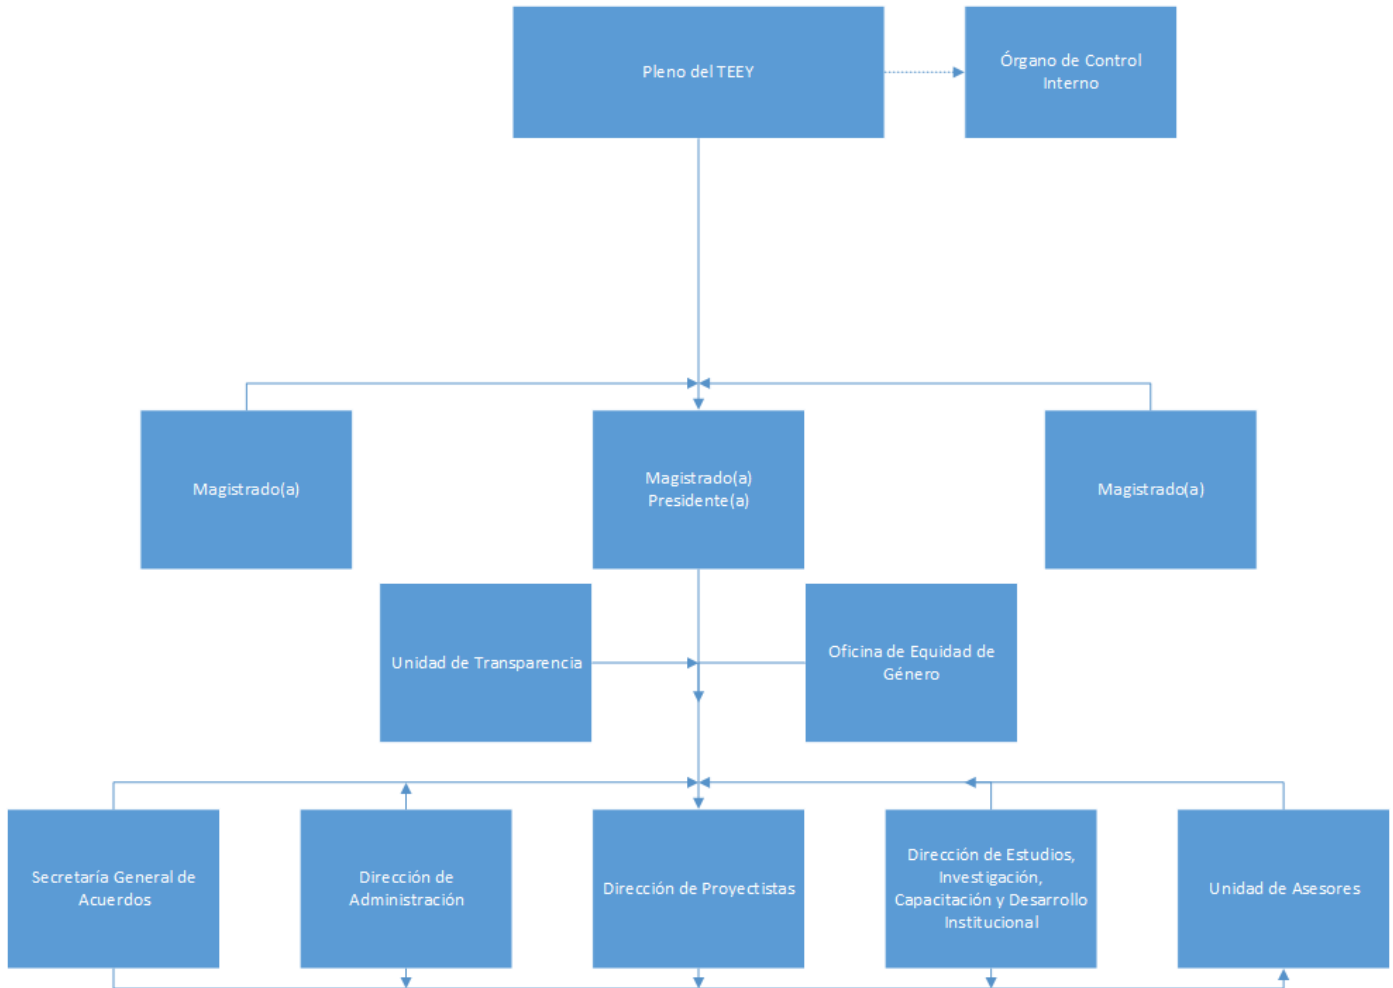 Pleno del TEEY
Órgano de Control
Interno
Magistrado(a)
Magistrado(a)
Presidente(a)
Magistrado(a)
Unidad de Transparencia
Oficina de Equidad de
Género
Secretaría General de
Acuerdos
Dirección de
Administración
Dirección de Proyectistas
Dirección de Estudios,
Investigación,
Capacitación y Desarrollo
Institucional
Unidad de Asesores